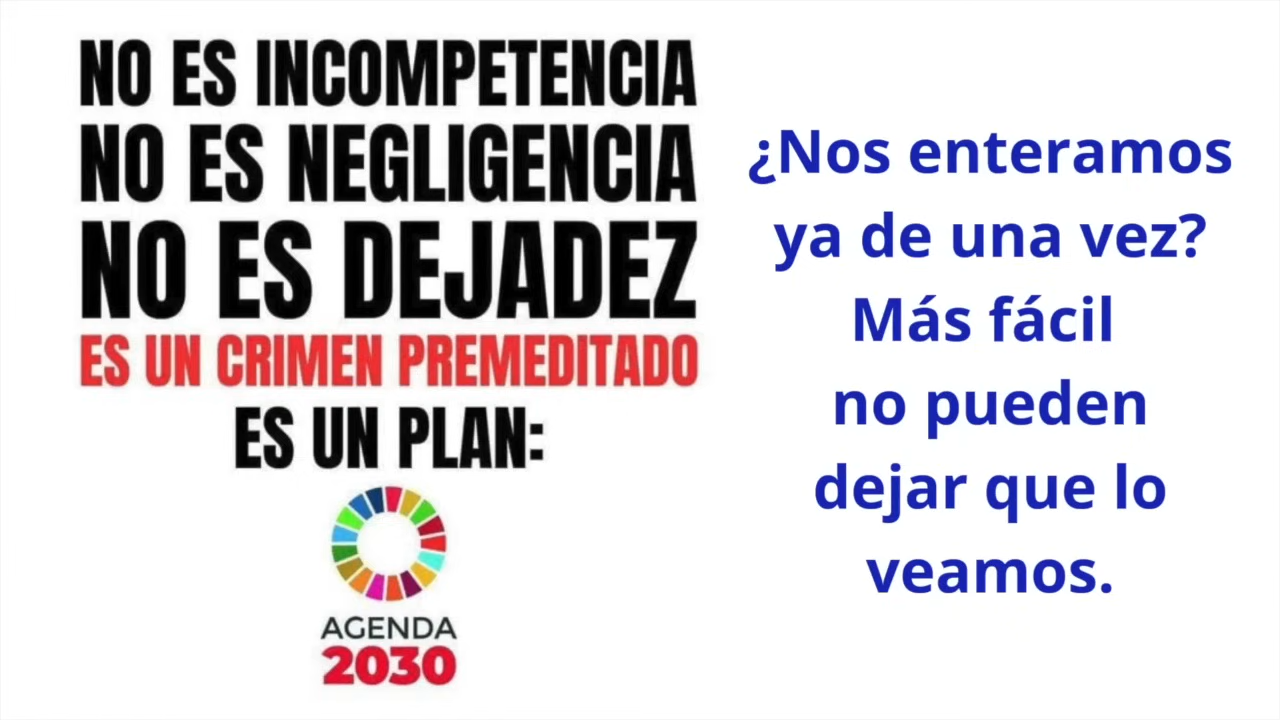 NO ES INCOMPETENCIA
NO ES NEGLIGENCIA
NO ES DEJADEZ
ES UN CRIMEN PREMEDITADO
ES UN PLAN:
AGENDA
2030
¿Nos enteramos
ya de una vez?
Más fácil
no pueden
dejar que lo
veamos.